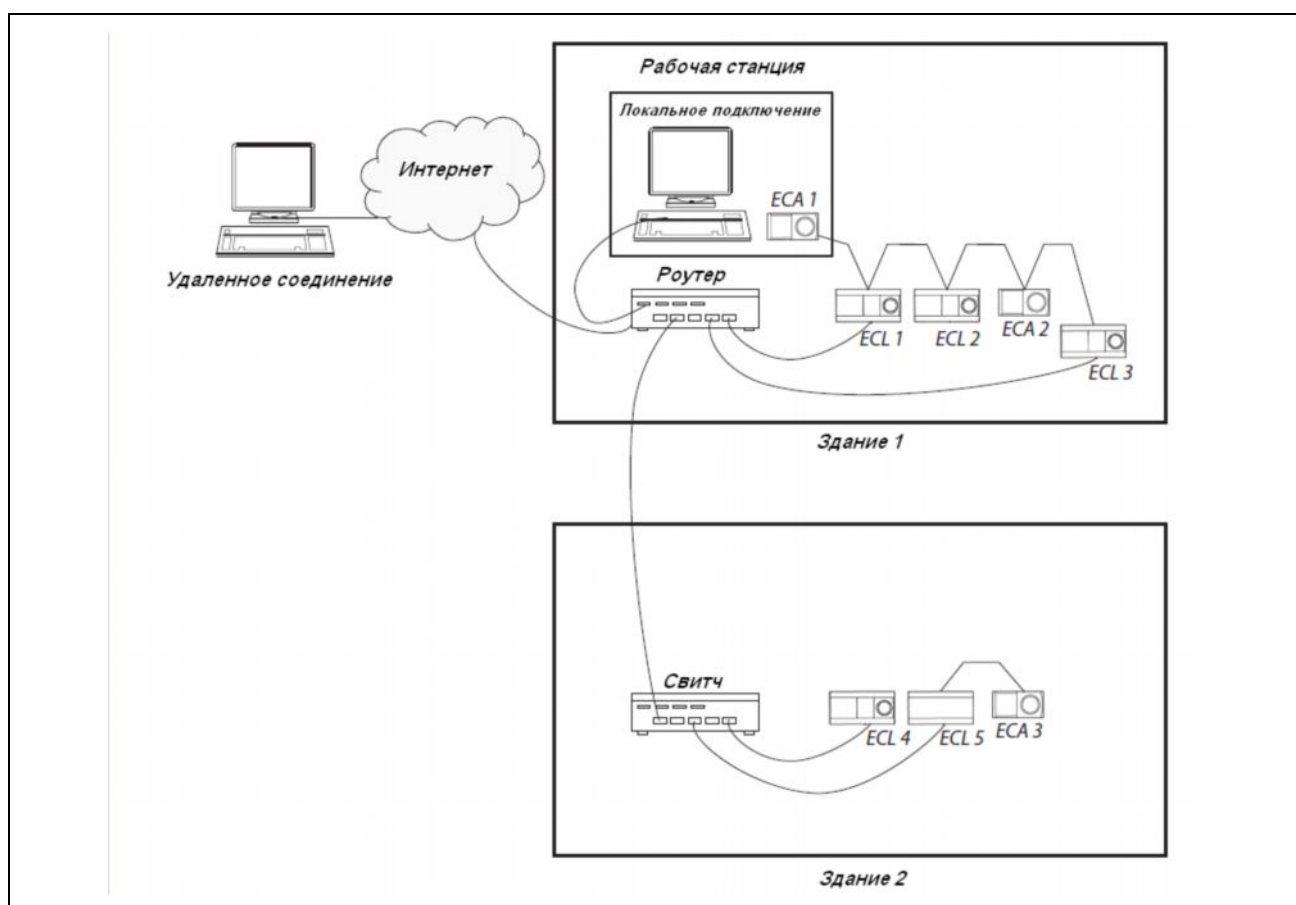 Рабочая станция
Локальное подключение
Интернет
ECA 1
Удаленное соединение
Роутер
ECL 1
ECL 2
ECA 2
ECL 3
Здание 1
Свитч
ECL 4
ECL 5
ECA 3
Здание 2